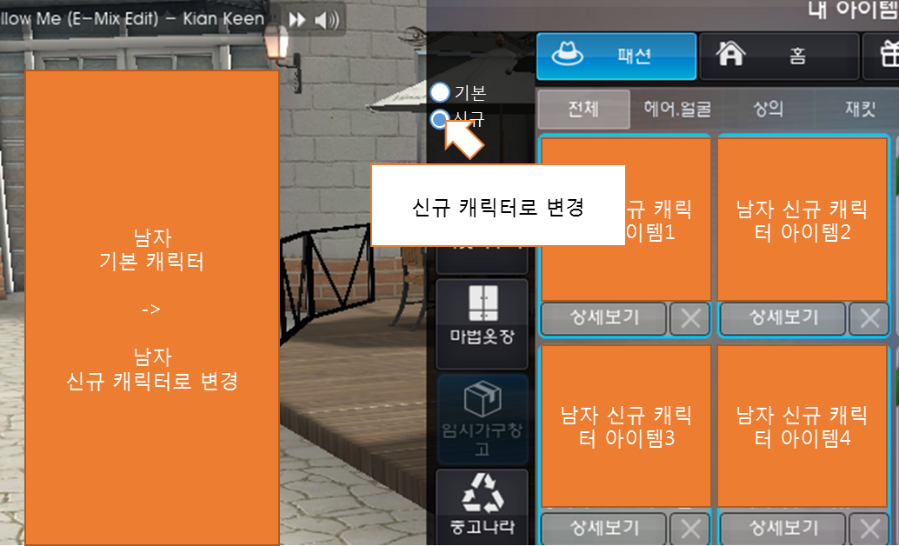 llow Me (E-Mix Edit) - Kian Keen
내 아이템
패션
홈
기본
신규
전체
헤어.얼굴
상의
재킷
신규 캐릭터로 변경
규 캐릭
이템1
남자 신규 캐릭
터 아이템2
남자
기본 캐릭터
->
남자
신규 캐릭터로 변경
상세보기
상세보기
마법옷장
임시가구창
고
남자 신규 캐릭
터 아이템3
남자 신규 캐릭
터 아이템4
중고나라
상세보기
상세보기